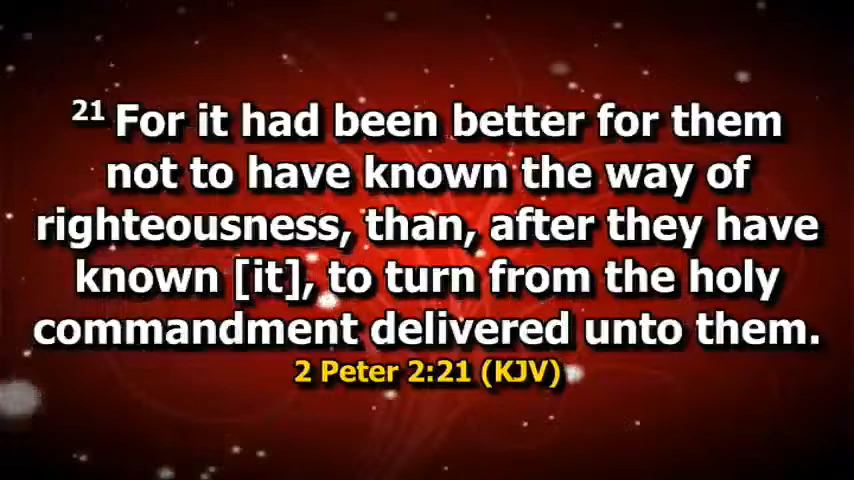 21 For it had been better for them
not to have known the way of
righteousness, than, after they have
known [it], to turn from the holy
commandment delivered unto them.
2 Peter 2:21 (KJV)